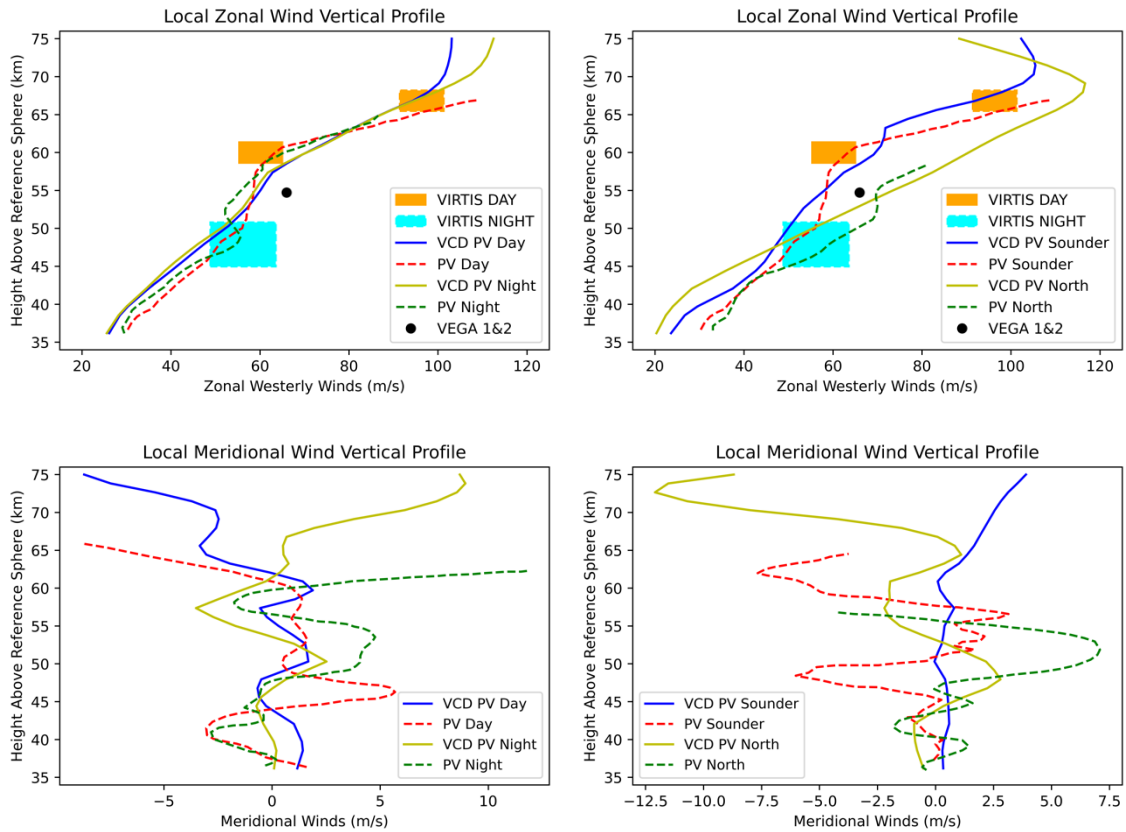 Local Zonal Wind Vertical Profile
75
70
65
60
55
50
45
40
35
Height Above Reference Sphere (km)
VIRTIS DAY
VIRTIS NIGHT
VCD PV Day
PV Day
VCD PV Night
PV Night
VEGA 1&2
20 40 60 80 100 120
Zonal Westerly Winds (m/s)
Local Zonal Wind Vertical Profile
75
70
65
60
55
50
45
40
35
Height Above Reference Sphere (km)
VIRTIS DAY
VIRTIS NIGHT
VCD PV Sounder
PV Sounder
VCD PV North
PV North
VEGA 1&2
20 40 60 80 100 120
Zonal Westerly Winds (m/s)
Local Meridional Wind Vertical Profile
75
70
65
60
55
50
45
40
35
Height Above Reference Sphere (km)
VCD PV Day
PV Day
VCD PV Night
PV Night
−5 0 5 10
Meridional Winds (m/s)
Local Meridional Wind Vertical Profile
75
70
65
60
55
50
45
40
35
Height Above Reference Sphere (km)
VCD PV Sounder
PV Sounder
VCD PV North
PV North
−12.5 −10.0 −7.5 −5.0 −2.5 0.0 2.5 5.0 7.5
Meridional Winds (m/s)